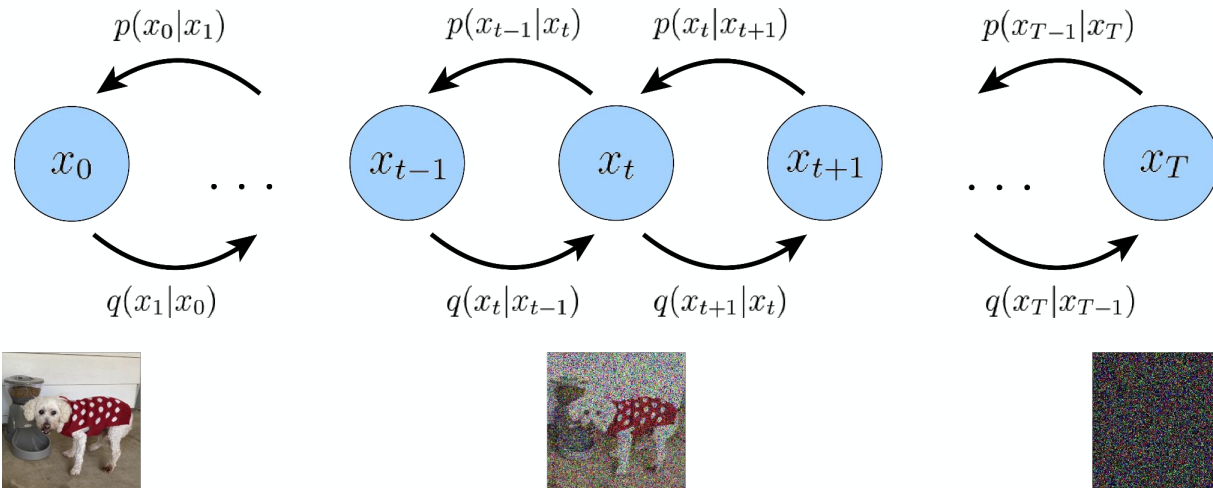 p(x_0|x_1) p(x_{t−1}|x_t) p(x_t|x_{t+1}) p(x_{T−1}|x_T)
x_0 . . . x_{t−1} x_t x_{t+1} . . . x_T
q(x_1|x_0) q(x_t|x_{t−1}) q(x_{t+1}|x_t) q(x_T|x_{T−1})